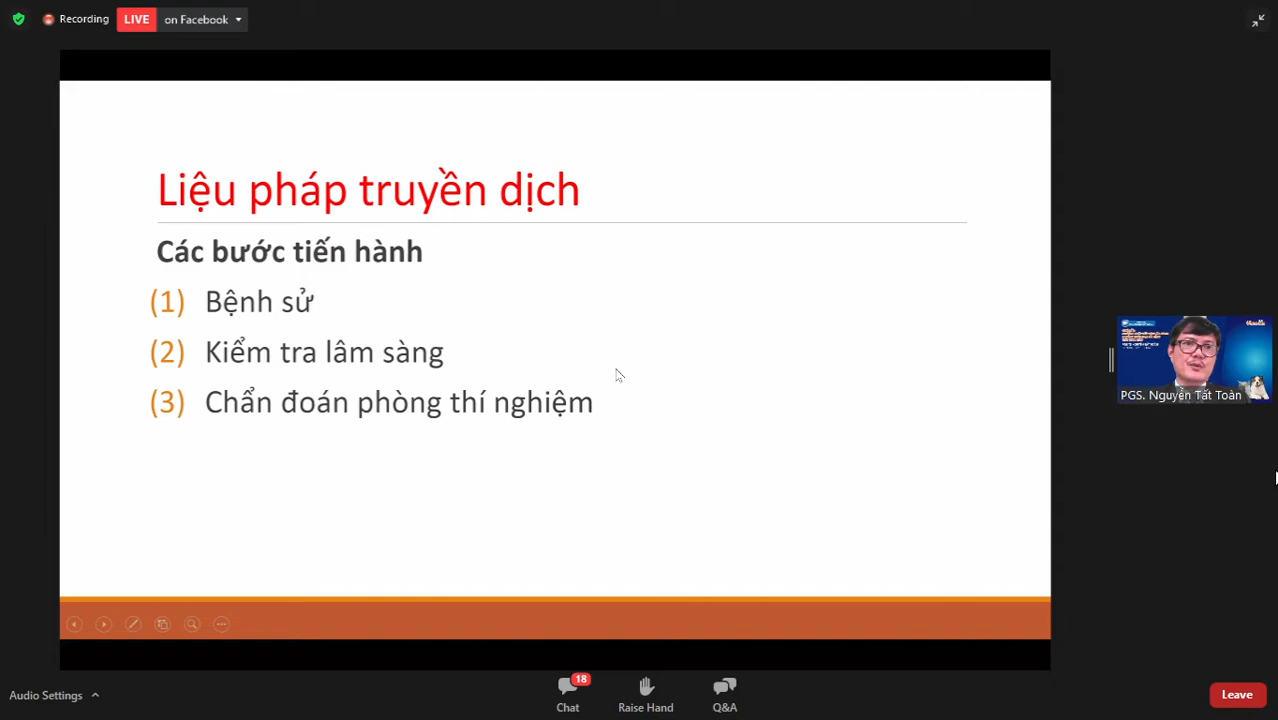 Recording
LIVE
on Facebook
Liệu pháp truyền dịch
Các bước tiến hành
(1) Bệnh sử
(2) Kiểm tra lâm sàng
(3) Chẩn đoán phòng thí nghiệm
PGS. Nguyễn Tất Toàn
Audio Settings
18
Chat
Raise Hand
Q&A
Leave